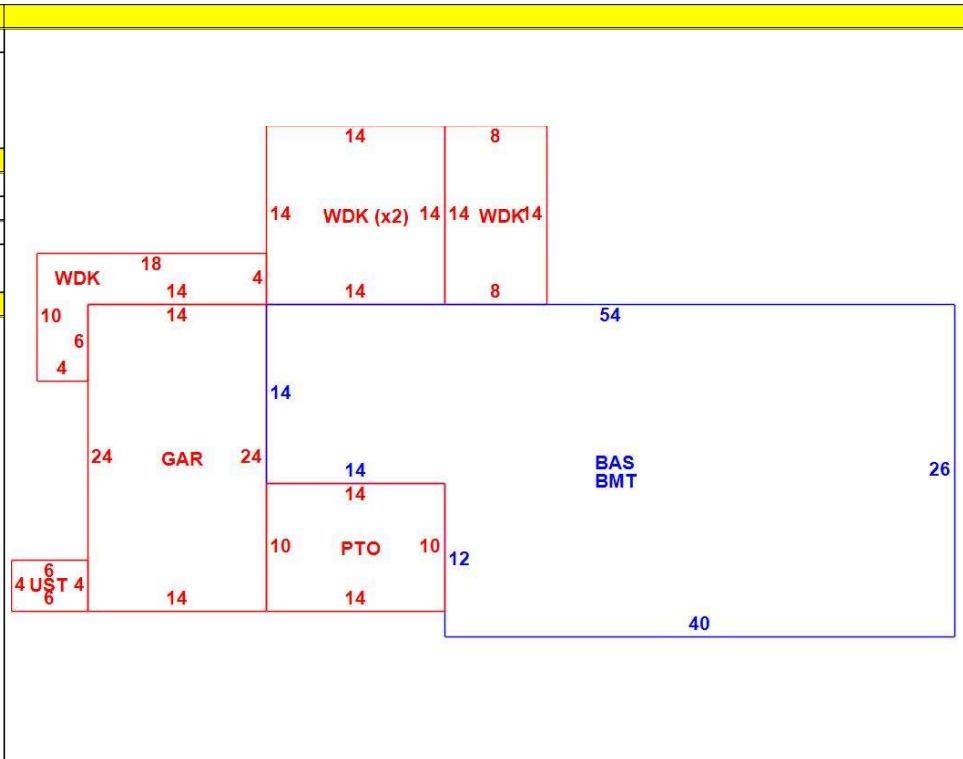 14 8
14 WDK (x2) 14 14 WDK 14
18
WDK 4
14 14 8
10 14 54
6
4
14
24 GAR 24 14 BAS 26
BMT
14
10 PTO 10 12
6
4 UST 4
6 14 14
40